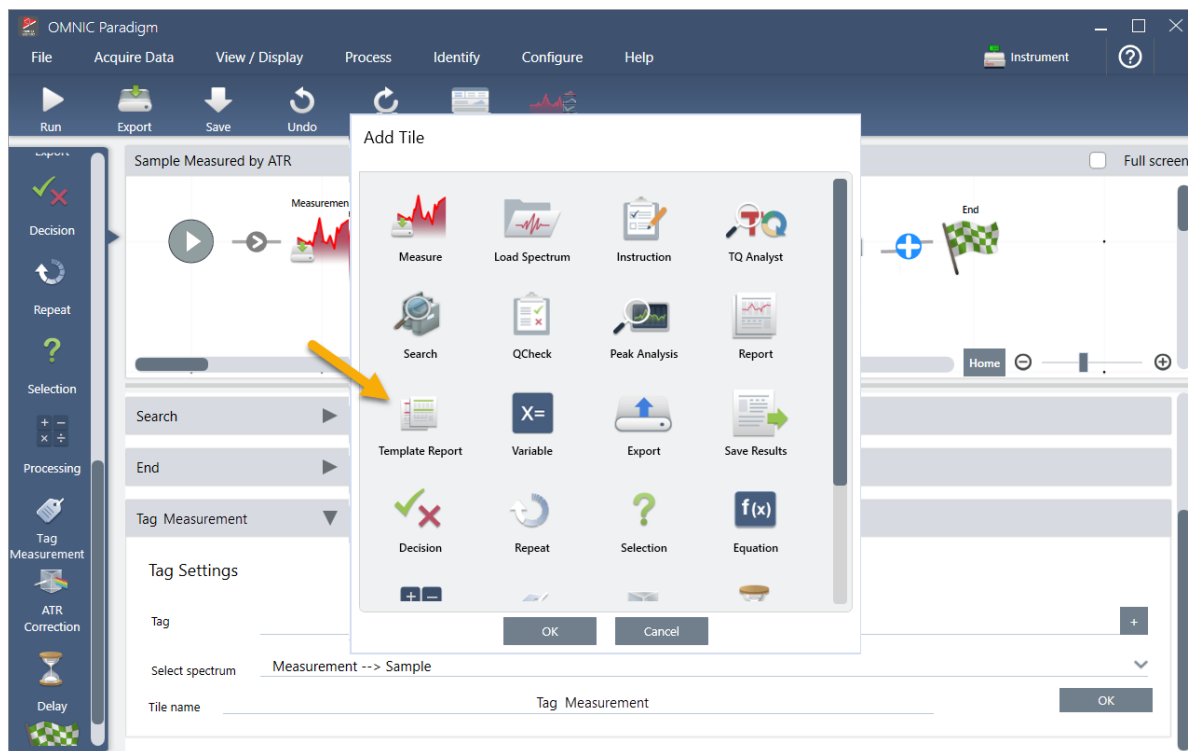 OMNIC Paradigm
File Acquire Data View / Display Process Identify Configure Help Instrument
Run Export Save Undo
Add Tile
Export
Sample Measured by ATR
Full screen
Decision
Repeat
Selection
Processing
Tag
Measurement
ATR
Correction
Delay
Measuremen
End
Home
Measure Load Spectrum Instruction TQ Analyst
Search QCheck Peak Analysis Report
X=
Template Report Variable Export Save Results
f(x)
Decision Repeat Selection Equation
OK Cancel
Search
End
Tag Measurement
Tag Settings
Tag
+
Select spectrum Measurement --> Sample
Tile name Tag Measurement OK